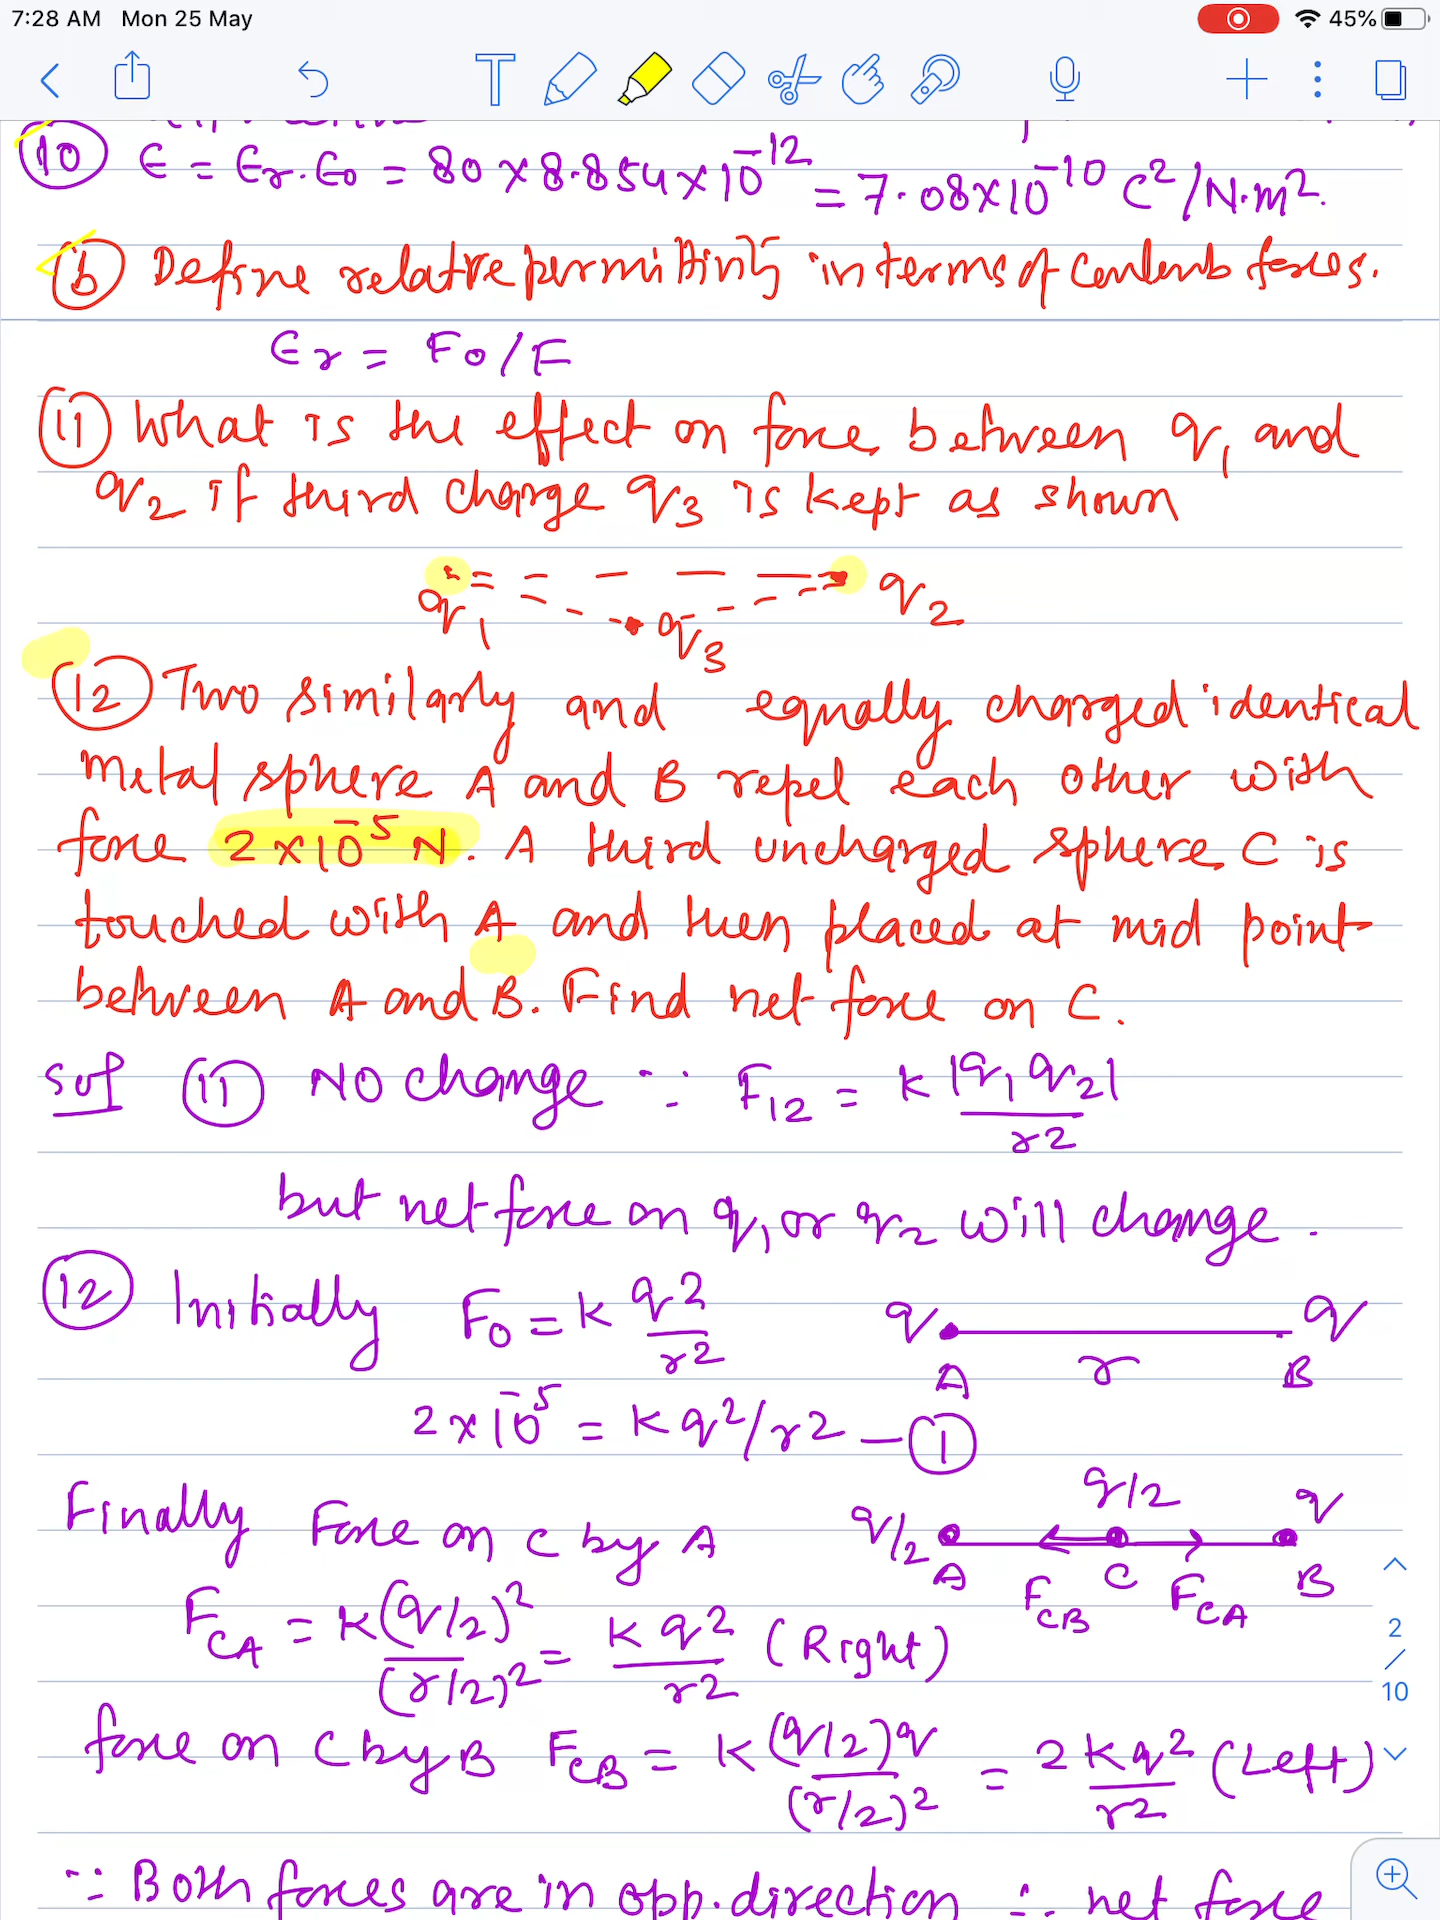 7:28 AM Mon 25 May
45%
T
(10) ∈ = ∈r.∈o = 80 × 8.854×10⁻¹² = 7.08×10⁻¹⁰ C²/N.m².
(b) Define relative permittivity in terms of Coulomb forces.
∈r = Fo/F
(11) What is the effect on force between q₁ and
q₂ if third charge q₃ is kept as shown
q₁ q₂
q₃
(12) Two similarly and equally charged identical
metal sphere A and B repel each other with
force 2×10⁻⁵ N. A third uncharged sphere C is
touched with A and then placed at mid point
between A and B. Find net force on C.
Sol (11) No change ∵ F₁₂ = k|q₁q₂|/r²
but net force on q₁ or q₂ will change.
(12) Initially Fo = k q²/r² q q
A r B
2×10⁻⁵ = kq²/r² — (1)
Finally Force on C by A q/2 q/2 q
A C B
FCB FCA
FCA = k(q/2)²/(r/2)² = kq²/r² (Right)
2/10
force on C by B FCB = k(q/2)q/(r/2)² = 2kq²/r² (Left)
∵ Both forces are in opp. direction ∴ net force